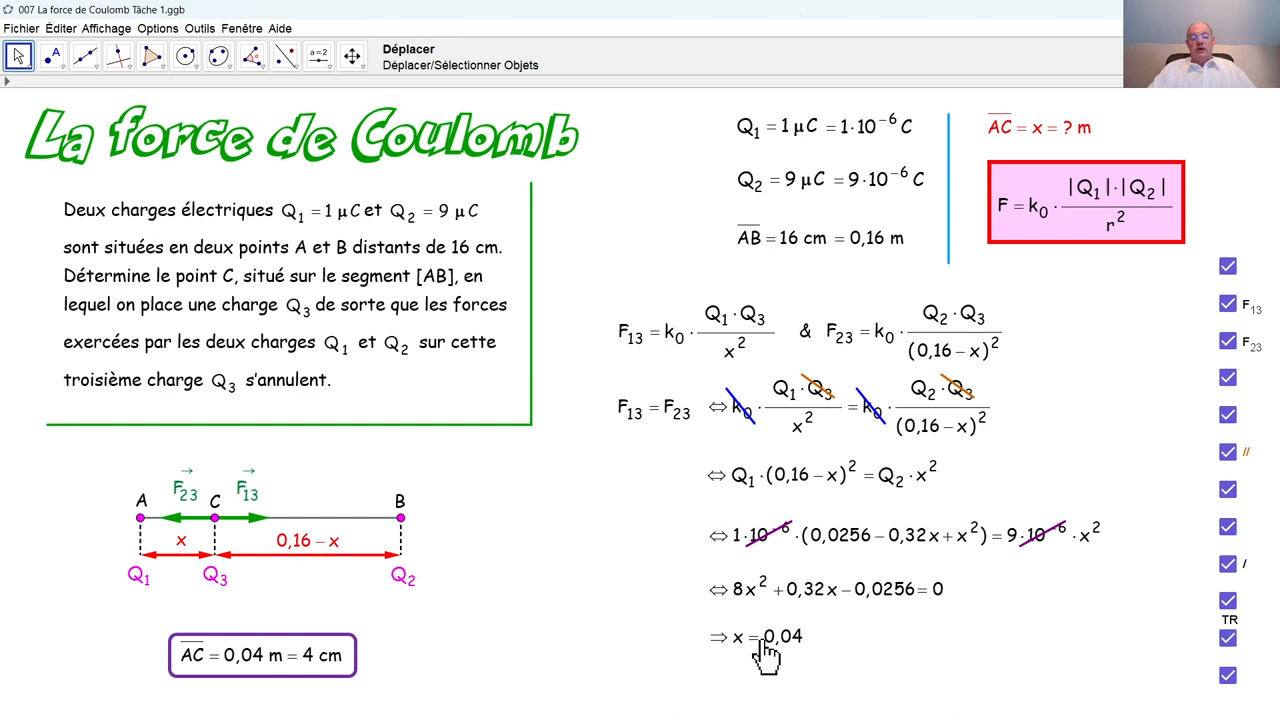 007 La force de Coulomb Tâche 1.ggb
Fichier Éditer Affichage Options Outils Fenêtre Aide
A
a=2
Déplacer
Déplacer/Sélectionner Objets
La force de Coulomb
Deux charges électriques Q₁ = 1 μC et Q₂ = 9 μC
sont situées en deux points A et B distants de 16 cm.
Détermine le point C, situé sur le segment [AB], en
lequel on place une charge Q₃ de sorte que les forces
exercées par les deux charges Q₁ et Q₂ sur cette
troisième charge Q₃ s'annulent.
Q₁ = 1 μC = 1·10⁻⁶ C
Q₂ = 9 μC = 9·10⁻⁶ C
A̅B̅ = 16 cm = 0,16 m
A̅C̅ = x = ? m
F = k₀ · |Q₁|·|Q₂| / r²
F₁₃ = k₀ · Q₁·Q₃ / x² & F₂₃ = k₀ · Q₂·Q₃ / (0,16 – x)²
F₁₃ = F₂₃ ⇔ k₀ · Q₁·Q₃ / x² = k₀ · Q₂·Q₃ / (0,16 – x)²
⇔ Q₁·(0,16 – x)² = Q₂·x²
⇔ 1·10⁻⁶·(0,0256 – 0,32x + x²) = 9·10⁻⁶·x²
⇔ 8x² + 0,32x – 0,0256 = 0
⇒ x = 0,04
F₂₃ F₁₃
A C B
x 0,16 – x
Q₁ Q₃ Q₂
A̅C̅ = 0,04 m = 4 cm
F₁₃
F₂₃
//
/
TR